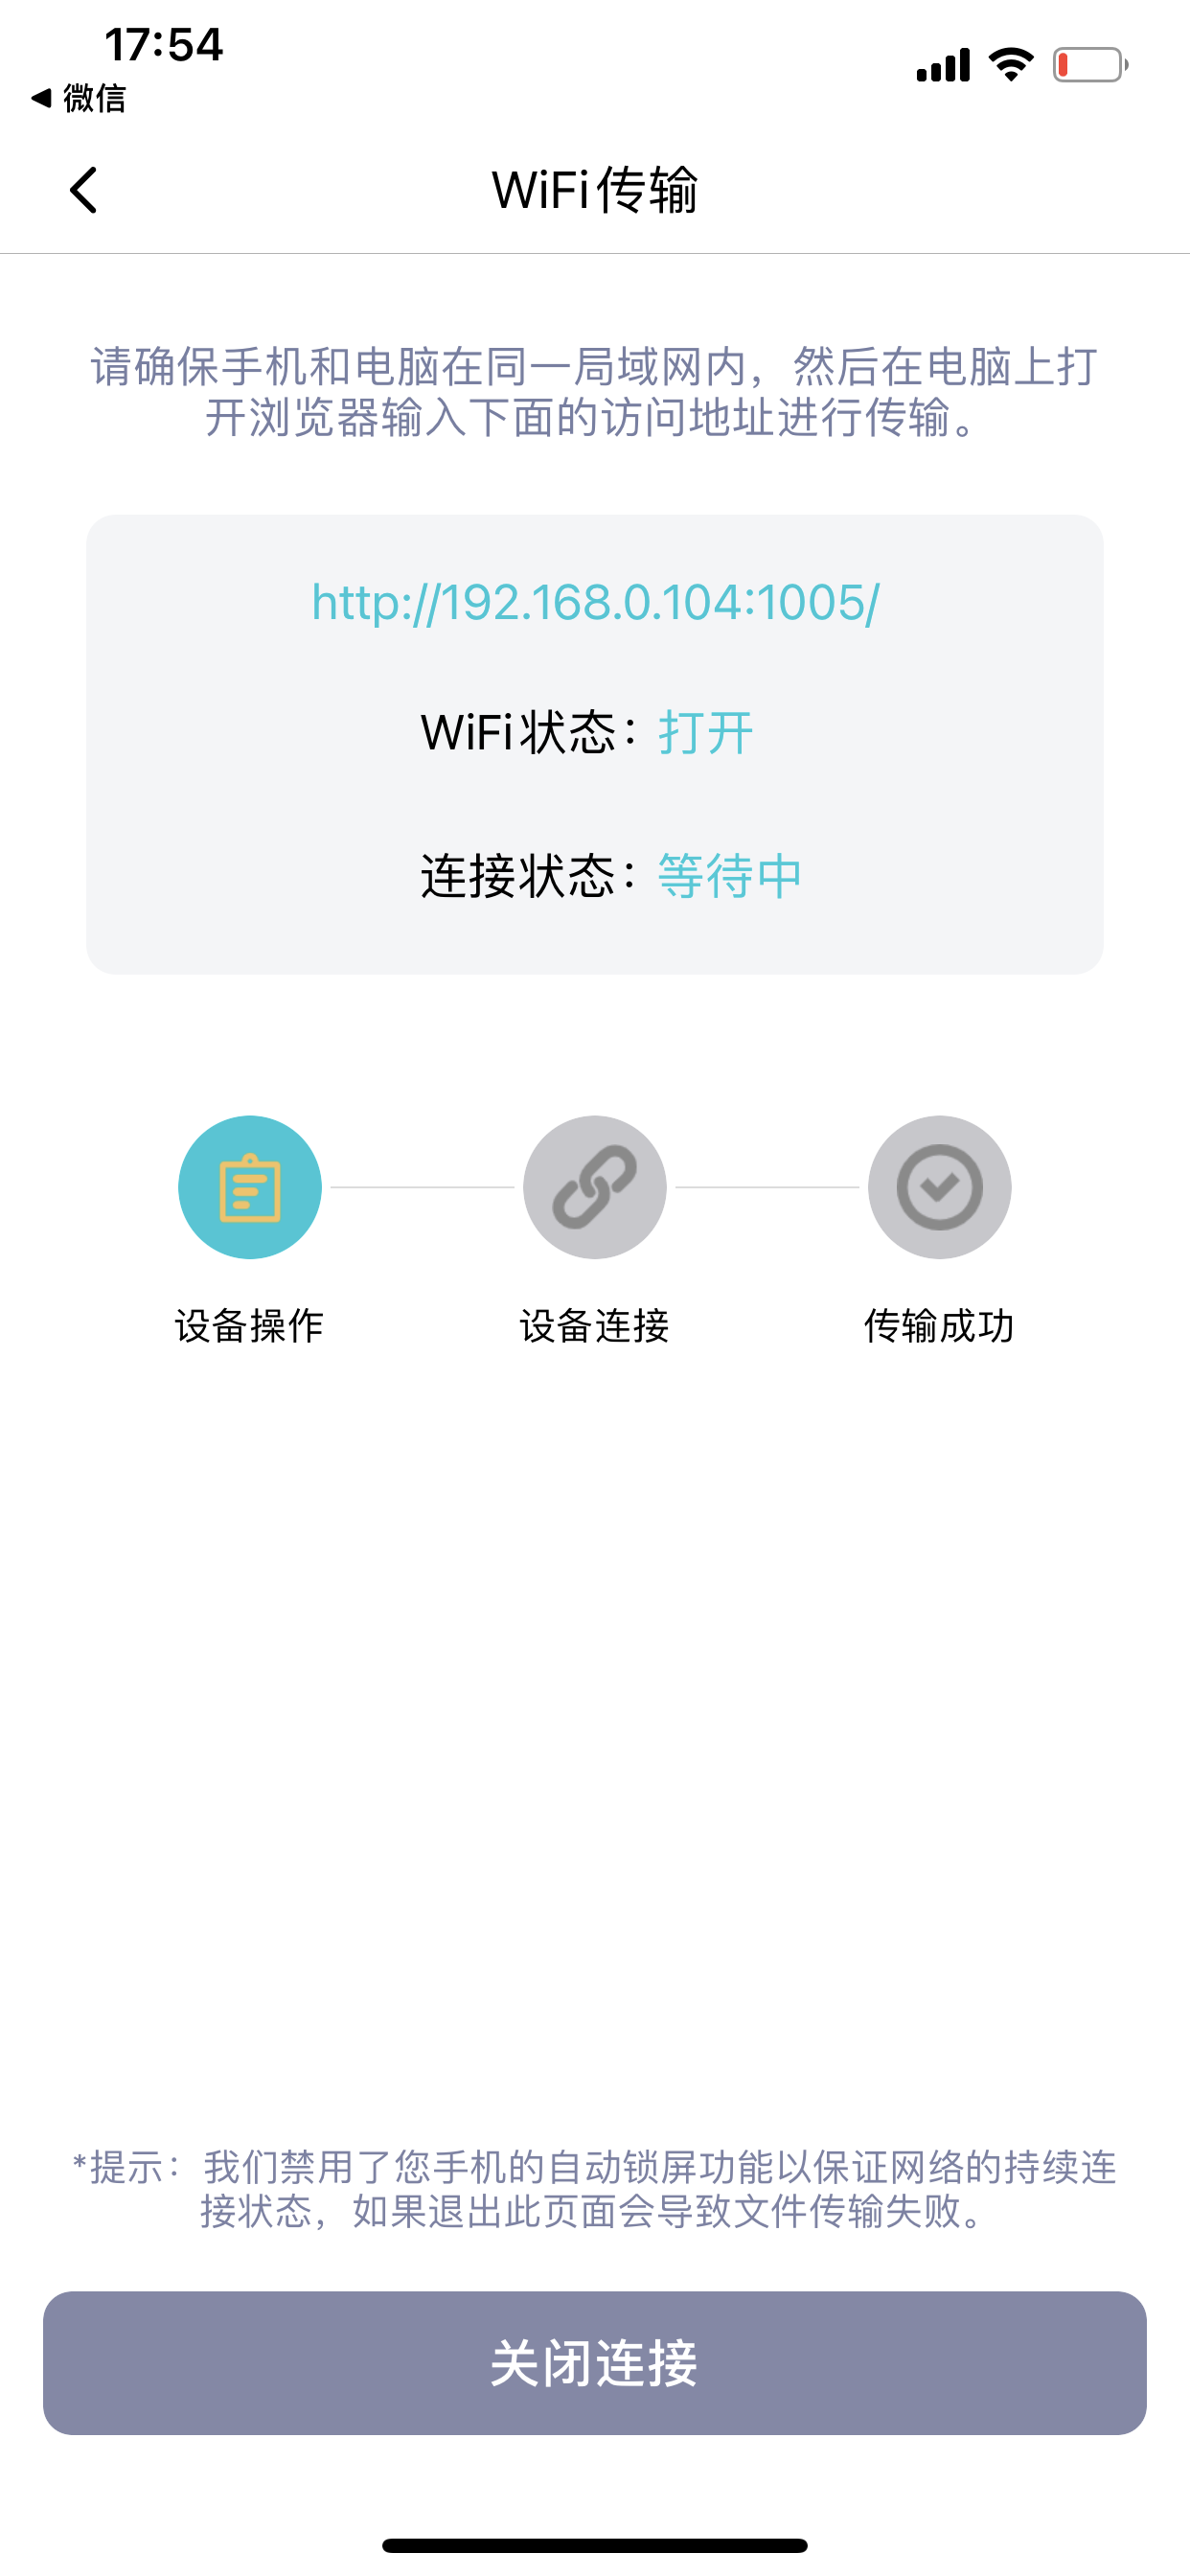 17:54
◀ 微信
WiFi传输
请确保手机和电脑在同一局域网内，然后在电脑上打
开浏览器输入下面的访问地址进行传输。
http://192.168.0.104:1005/
WiFi状态：打开
连接状态：等待中
设备操作
设备连接
传输成功
*提示：我们禁用了您手机的自动锁屏功能以保证网络的持续连
接状态，如果退出此页面会导致文件传输失败。
关闭连接